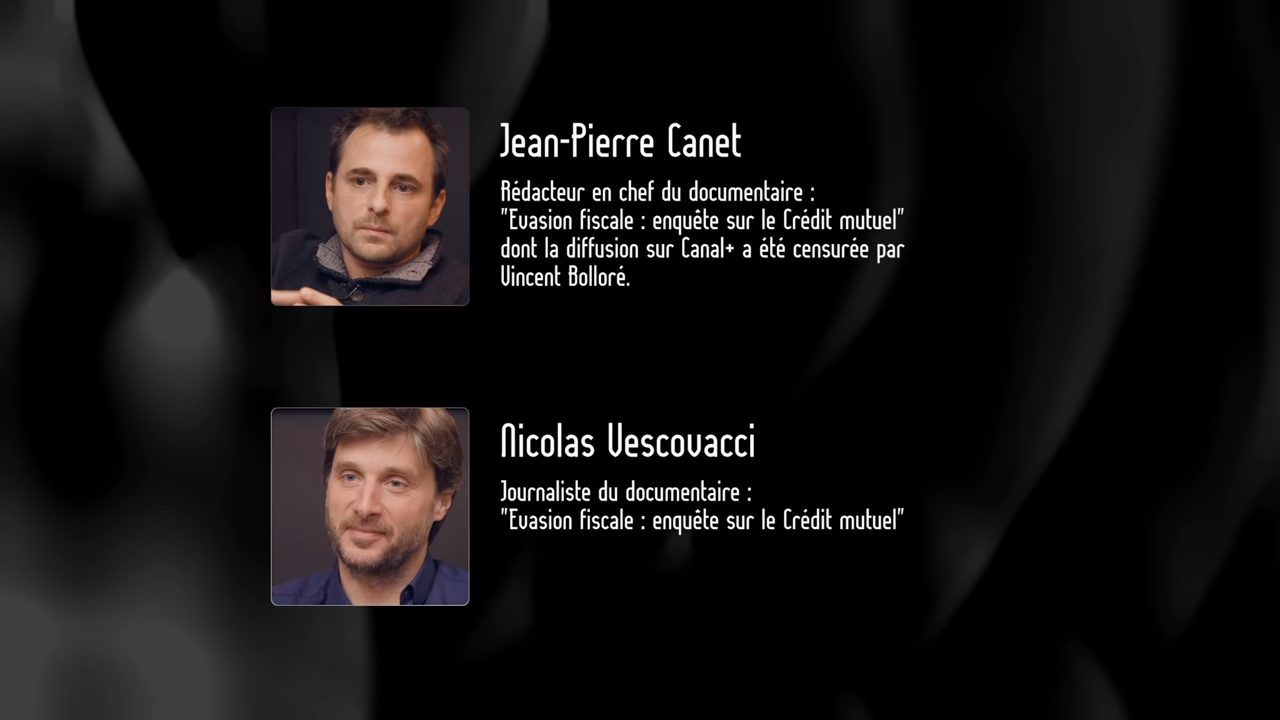 Jean-Pierre Canet
Rédacteur en chef du documentaire :
"Evasion fiscale : enquête sur le Crédit mutuel"
dont la diffusion sur Canal+ a été censurée par
Vincent Bolloré.
Nicolas Vescovacci
Journaliste du documentaire :
"Evasion fiscale : enquête sur le Crédit mutuel"